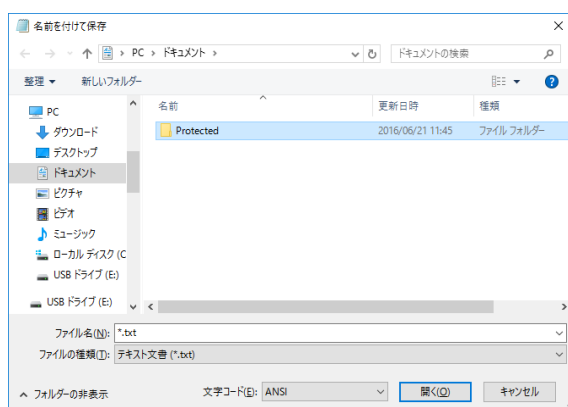 名前を付けて保存
PC › ドキュメント ›
ドキュメントの検索
整理 新しいフォルダー
名前 更新日時 種類
PC
ダウンロード
デスクトップ
ドキュメント
ピクチャ
ビデオ
ミュージック
ローカル ディスク (C
USB ドライブ (E:)
USB ドライブ (E:)
Protected 2016/06/21 11:45 ファイル フォルダー
ファイル名(N): *.txt
ファイルの種類(T): テキスト文書 (*.txt)
フォルダーの非表示 文字コード(E): ANSI 開く(O) キャンセル